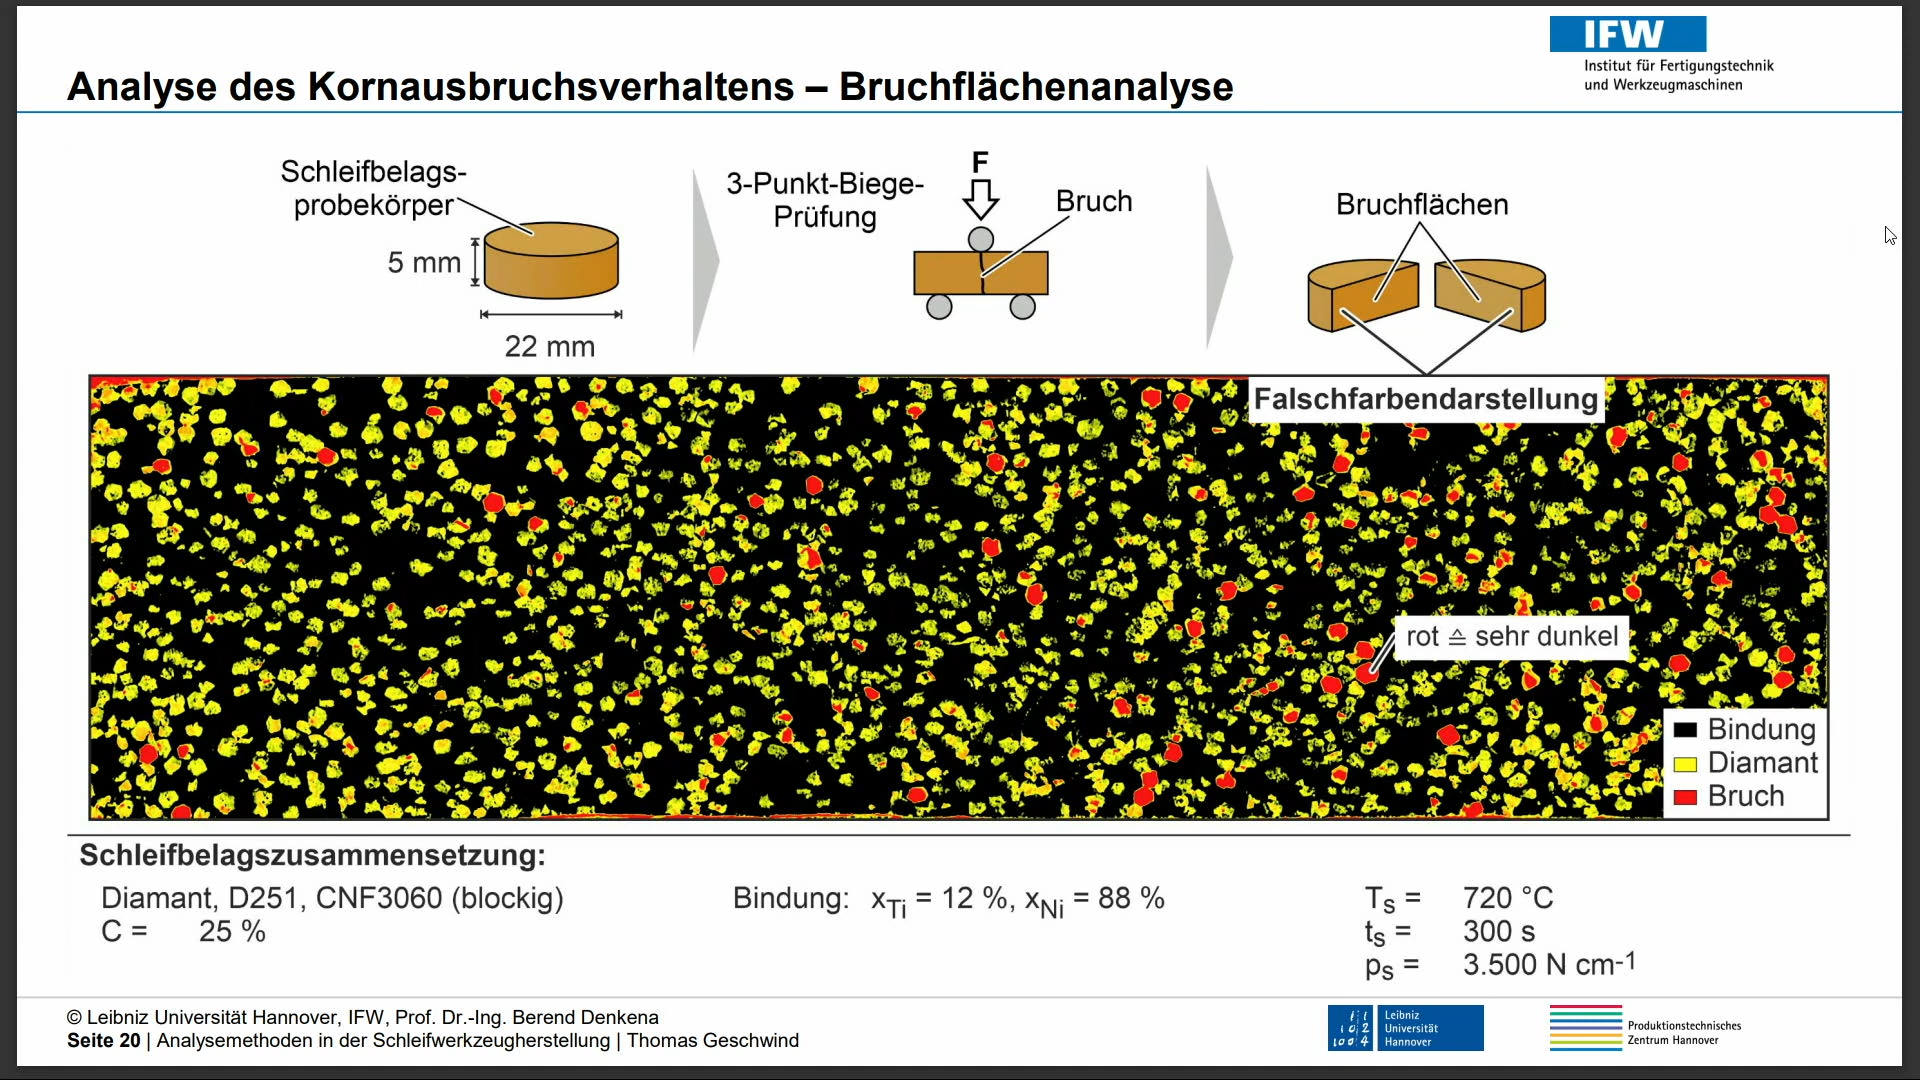 IFW
Institut für Fertigungstechnik
und Werkzeugmaschinen
Analyse des Kornausbruchsverhaltens – Bruchflächenanalyse
Schleifbelags-
probekörper
5 mm
22 mm
3-Punkt-Biege-
Prüfung
F
Bruch
Bruchflächen
Falschfarbendarstellung
rot ≙ sehr dunkel
Bindung
Diamant
Bruch
Schleifbelagszusammensetzung:
Diamant, D251, CNF3060 (blockig)
C = 25 %
Bindung: xTi = 12 %, xNi = 88 %
Ts = 720 °C
ts = 300 s
ps = 3.500 N cm-1
© Leibniz Universität Hannover, IFW, Prof. Dr.-Ing. Berend Denkena
Seite 20 | Analysemethoden in der Schleifwerkzeugherstellung | Thomas Geschwind
Leibniz
Universität
Hannover
Produktionstechnisches
Zentrum Hannover